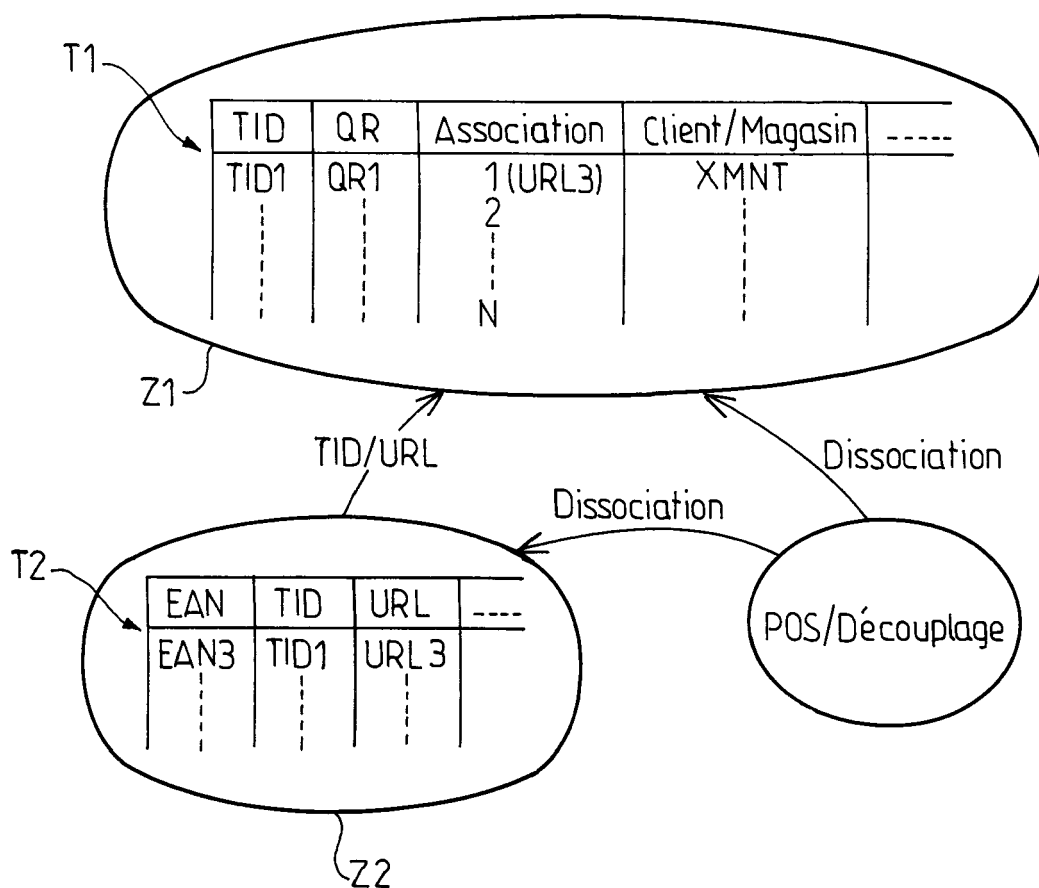 T1
TID QR Association Client/Magasin -----
TID1 QR1 1(URL3) XMNT
2
N
Z1
TID/URL
Dissociation
Dissociation
T2
EAN TID URL ----
EAN3 TID1 URL3
POS/Découplage
Z2